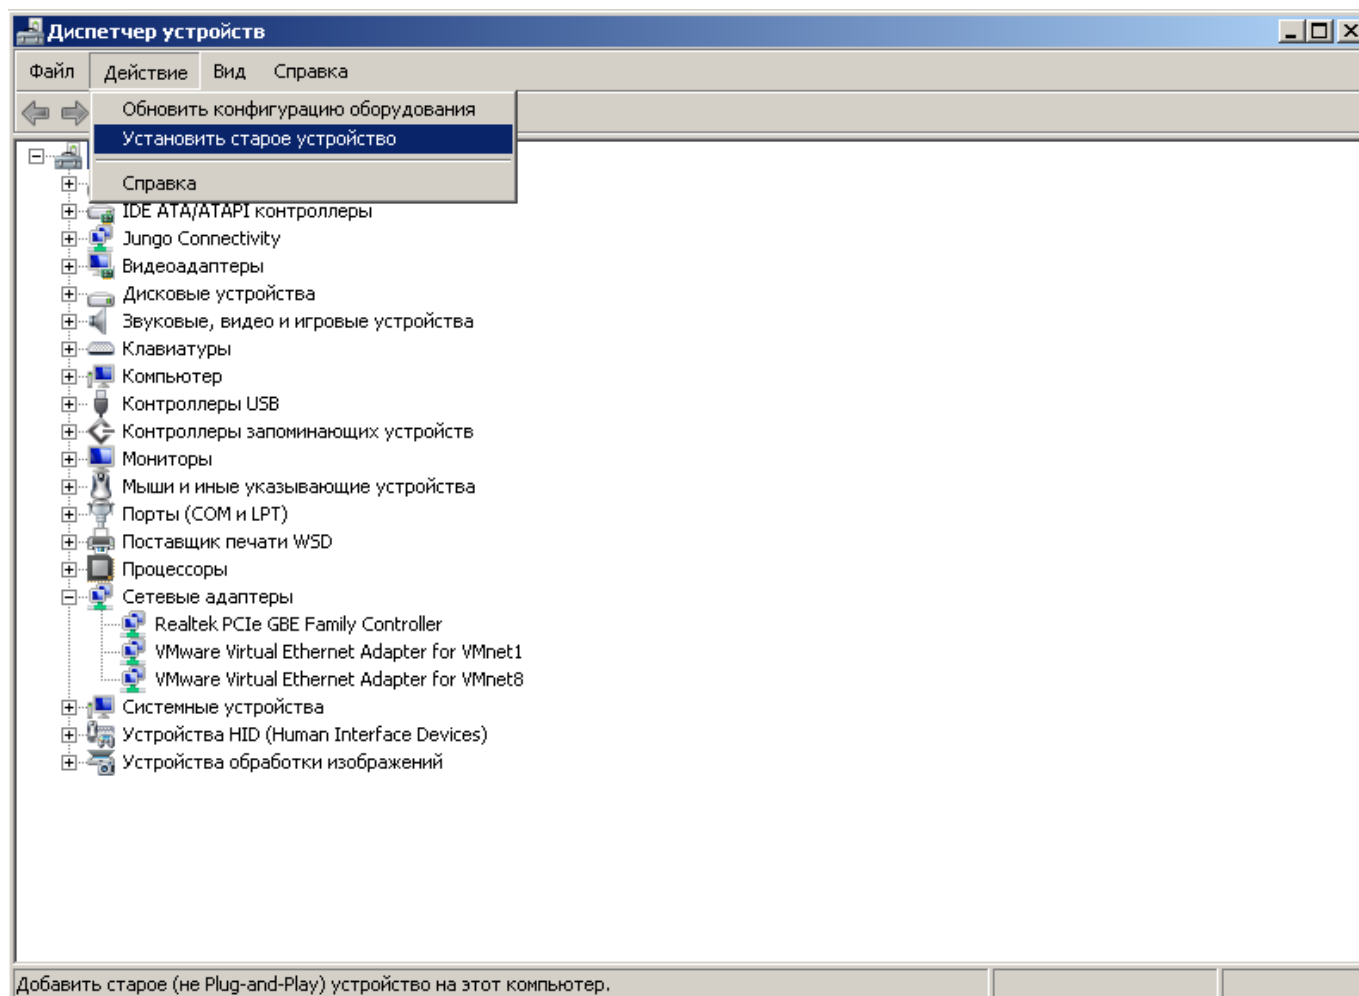 Диспетчер устройств
Файл Действие Вид Справка
Обновить конфигурацию оборудования
Установить старое устройство
Справка
IDE ATA/ATAPI контроллеры
Jungo Connectivity
Видеоадаптеры
Дисковые устройства
Звуковые, видео и игровые устройства
Клавиатуры
Компьютер
Контроллеры USB
Контроллеры запоминающих устройств
Мониторы
Мыши и иные указывающие устройства
Порты (COM и LPT)
Поставщик печати WSD
Процессоры
Сетевые адаптеры
Realtek PCIe GBE Family Controller
VMware Virtual Ethernet Adapter for VMnet1
VMware Virtual Ethernet Adapter for VMnet8
Системные устройства
Устройства HID (Human Interface Devices)
Устройства обработки изображений
Добавить старое (не Plug-and-Play) устройство на этот компьютер.